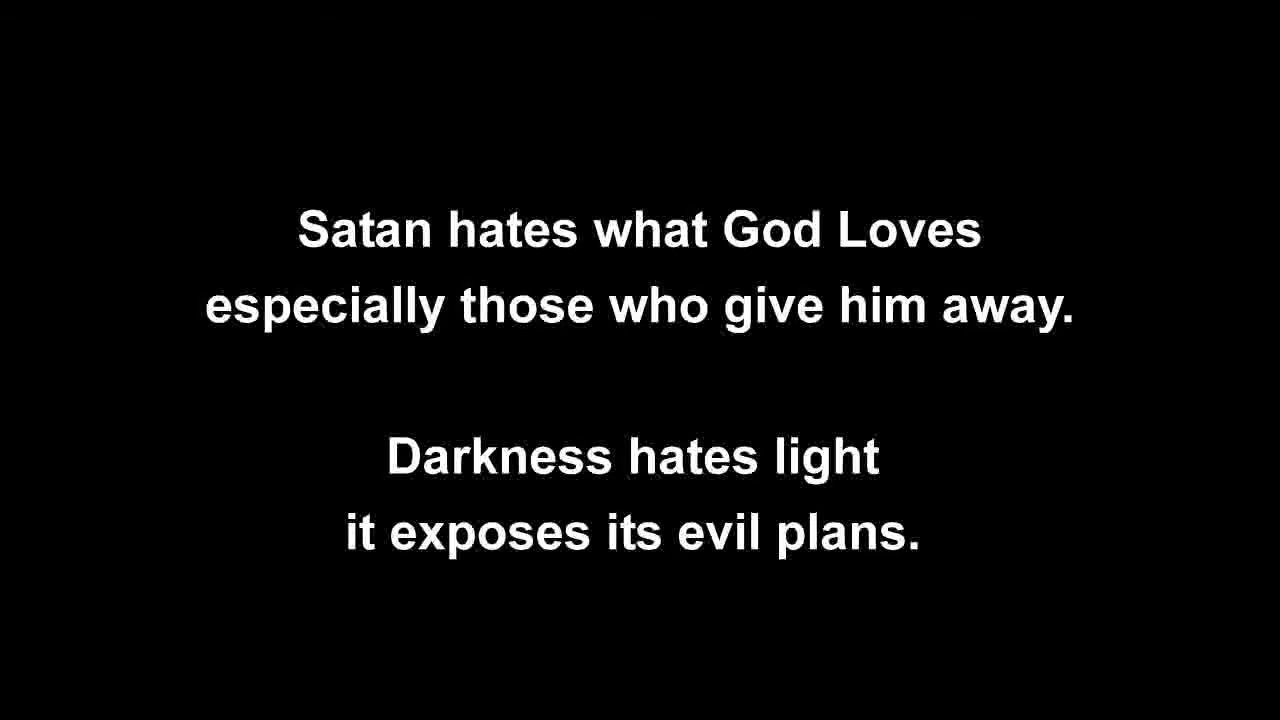 Satan hates what God Loves
especially those who give him away.
Darkness hates light
it exposes its evil plans.